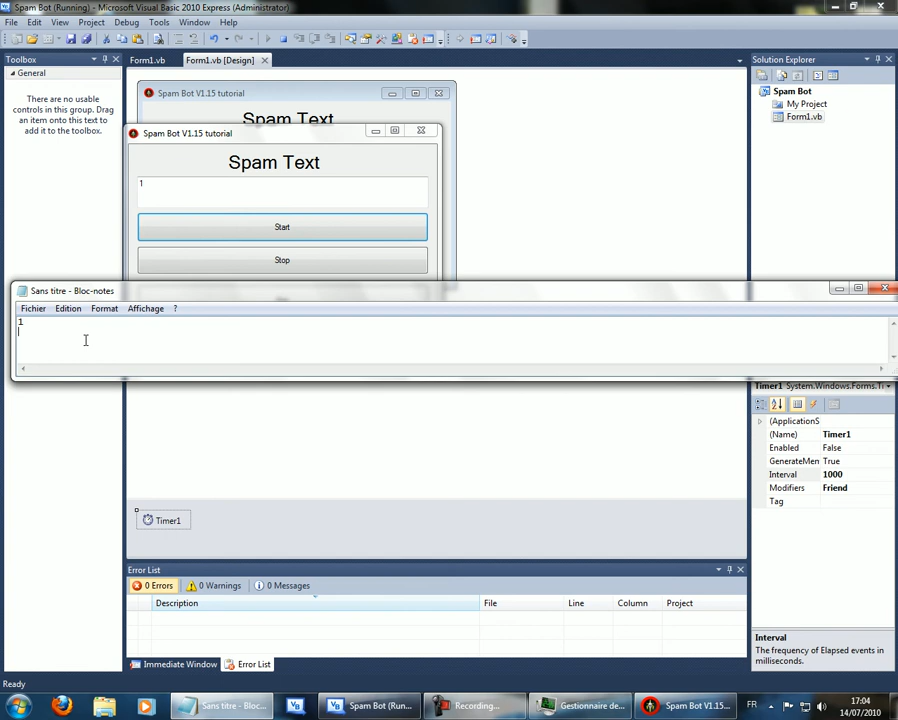 Spam Bot (Running) - Microsoft Visual Basic 2010 Express (Administrator)
File Edit View Project Debug Tools Window Help
Toolbox
General
There are no usable
controls in this group. Drag
an item onto this text to
add it to the toolbox.
Form1.vb Form1.vb [Design]
Spam Bot V1.15 tutorial
Spam Text
Spam Bot V1.15 tutorial
Spam Text
1
Start
Stop
Sans titre - Bloc-notes
Fichier Edition Format Affichage ?
1
Solution Explorer
Spam Bot
My Project
Form1.vb
Timer1 System.Windows.Forms.Ti
(ApplicationS
(Name) Timer1
Enabled False
GenerateMen True
Interval 1000
Modifiers Friend
Tag
Interval
The frequency of Elapsed events in
milliseconds.
Timer1
Error List
0 Errors 0 Warnings 0 Messages
Description File Line Column Project
Immediate Window Error List
Ready
Sans titre - Bloc... Spam Bot (Run... Recording... Gestionnaire de... Spam Bot V1.15... FR 17:04
14/07/2010